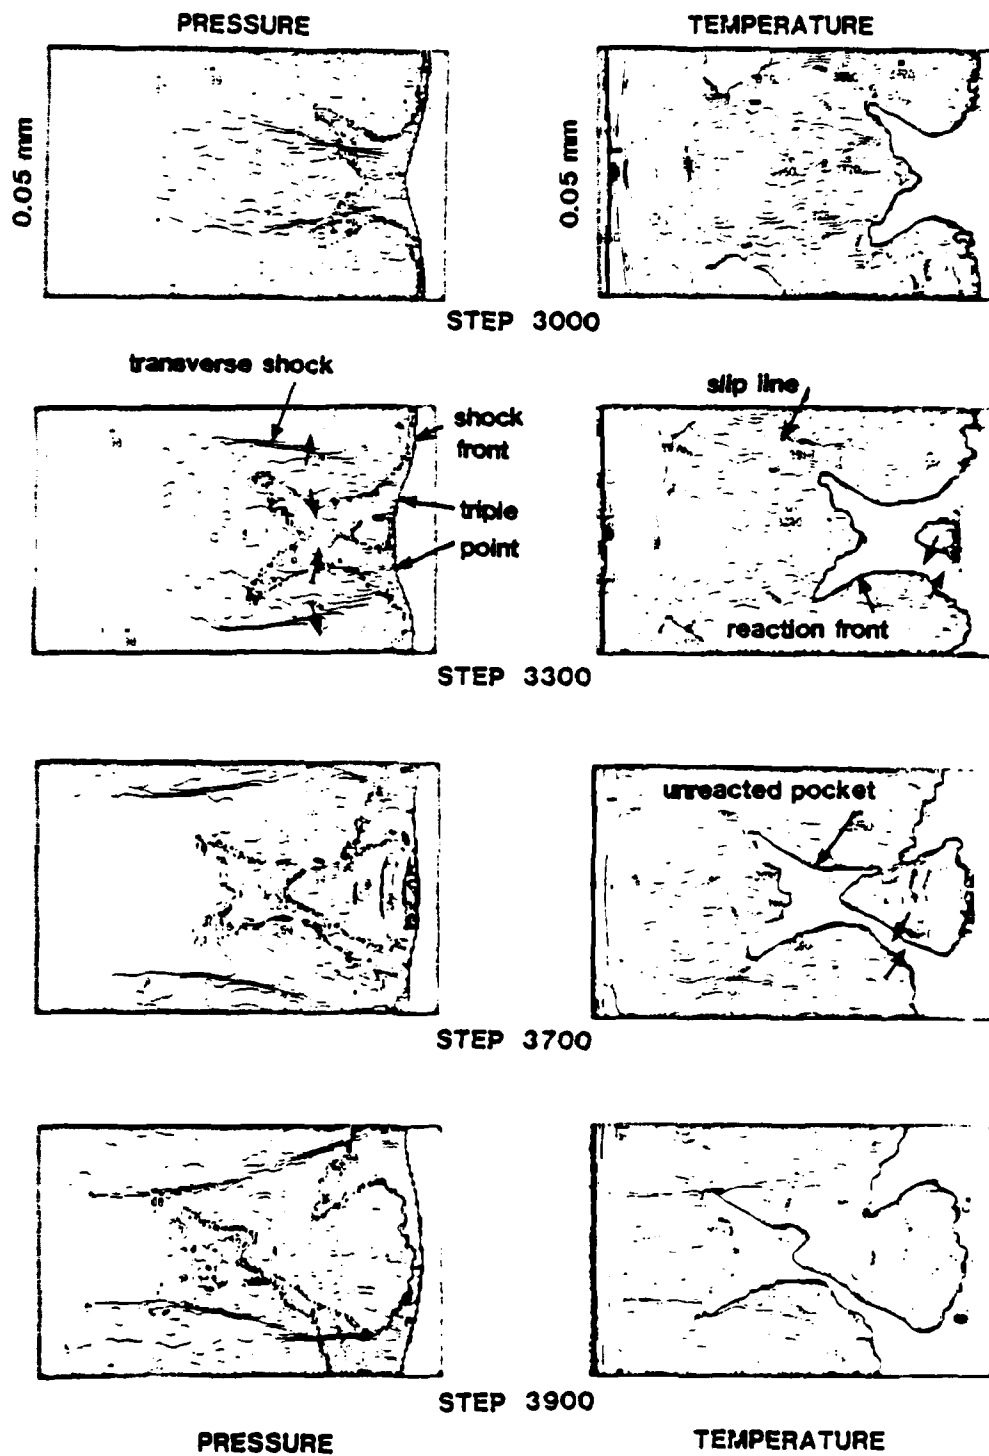 PRESSURE
TEMPERATURE
0.05 mm
0.05 mm
STEP 3000
transverse shock
shock
front
triple
point
slip line
reaction front
STEP 3300
unreacted pocket
STEP 3700
STEP 3900
PRESSURE
TEMPERATURE